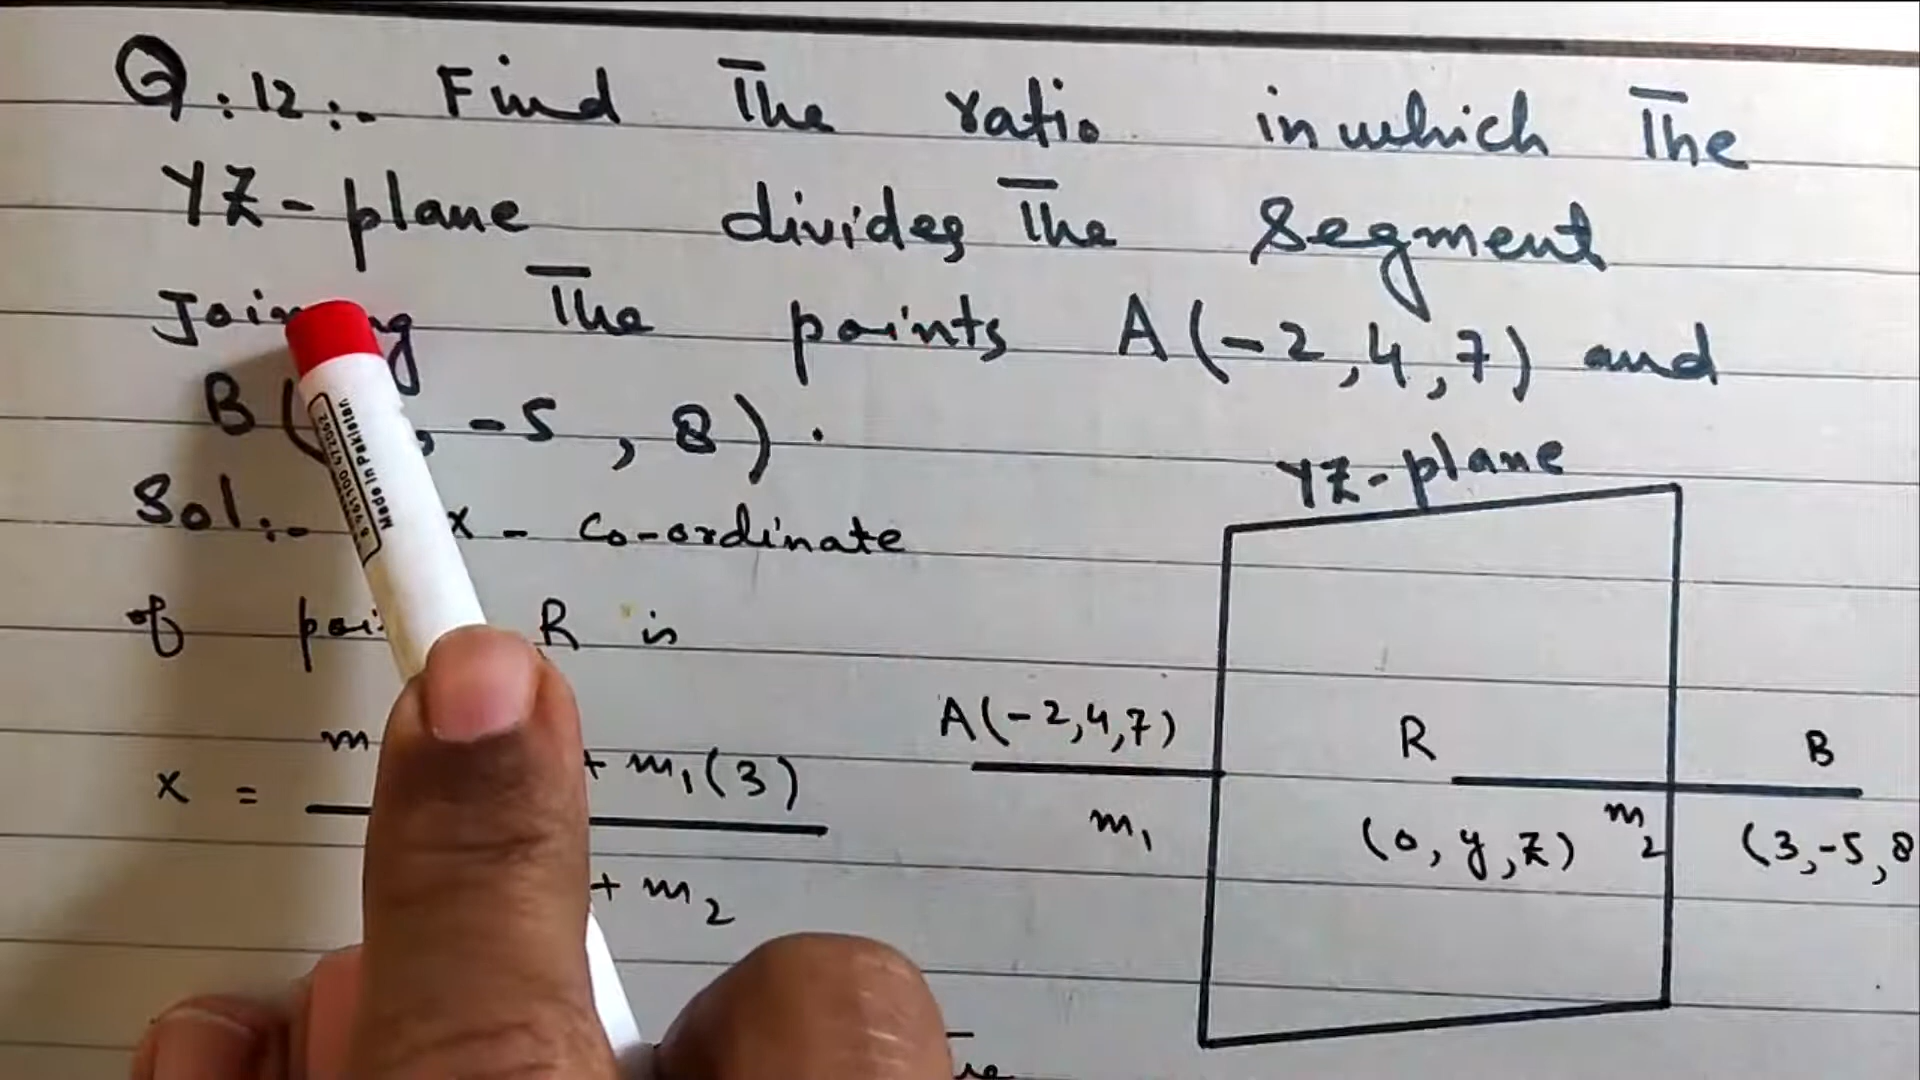 Q.12:- Find The ratio in which The
YZ-plane divides The Segment
Joining The points A(-2,4,7) and
B( , -5, 8).
Sol:- x - Co-ordinate
of R is
x = m + m₁(3)
+ m₂
YZ-plane
A(-2,4,7)
m₁
R
(0, y, z)
m₂
B
(3,-5,8
Made in Pakistan